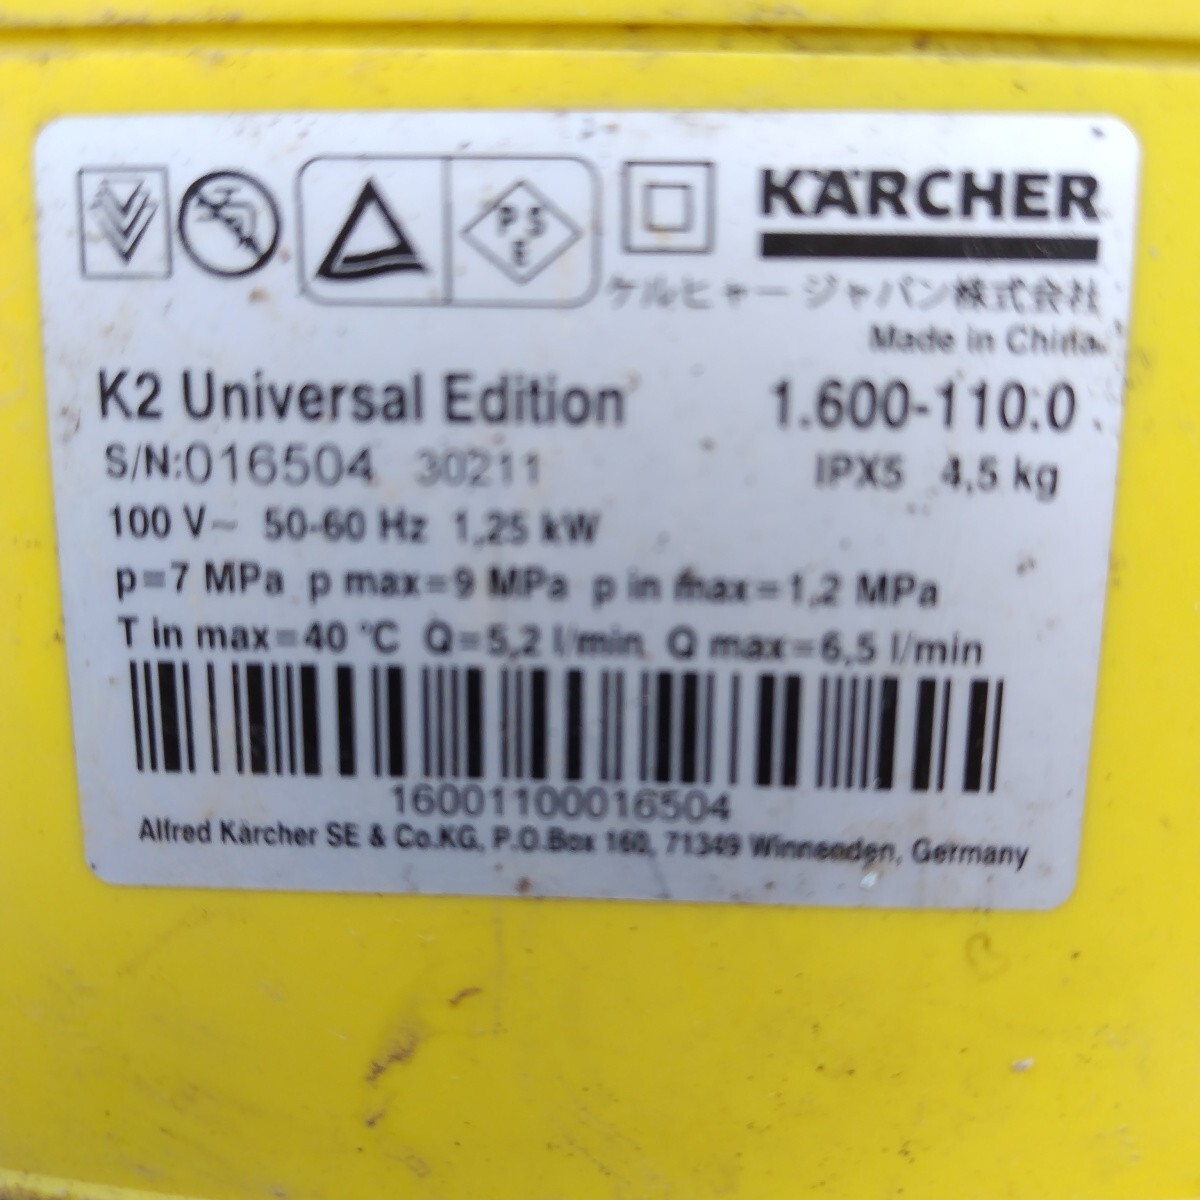 PS
E
KÄRCHER
ケルヒャー ジャパン株式会社
Made in China
K2 Universal Edition 1.600-110.0
S/N:016504 30211 IPX5 4,5 kg
100 V~ 50-60 Hz 1,25 kW
p=7 MPa p max=9 MPa p in max=1,2 MPa
T in max=40 °C Q=5,2 l/min Q max=6,5 l/min
16001100016504
Alfred Kärcher SE & Co.KG, P.O.Box 160, 71349 Winnenden, Germany